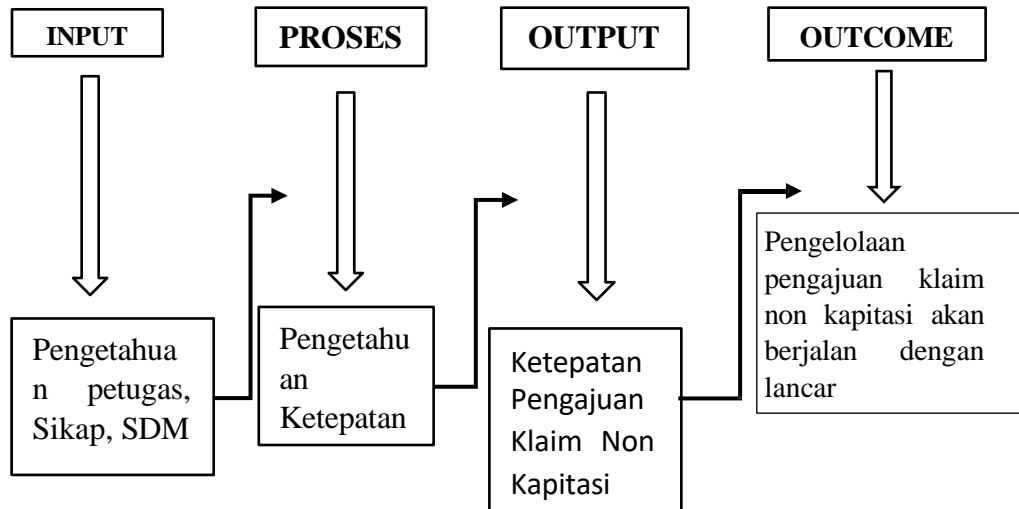 INPUT
PROSES
OUTPUT
OUTCOME
Pengetahua
n petugas,
Sikap, SDM
Pengetahu
an
Ketepatan
Ketepatan
Pengajuan
Klaim Non
Kapitasi
Pengelolaan
pengajuan klaim
non kapitasi akan
berjalan dengan
lancar